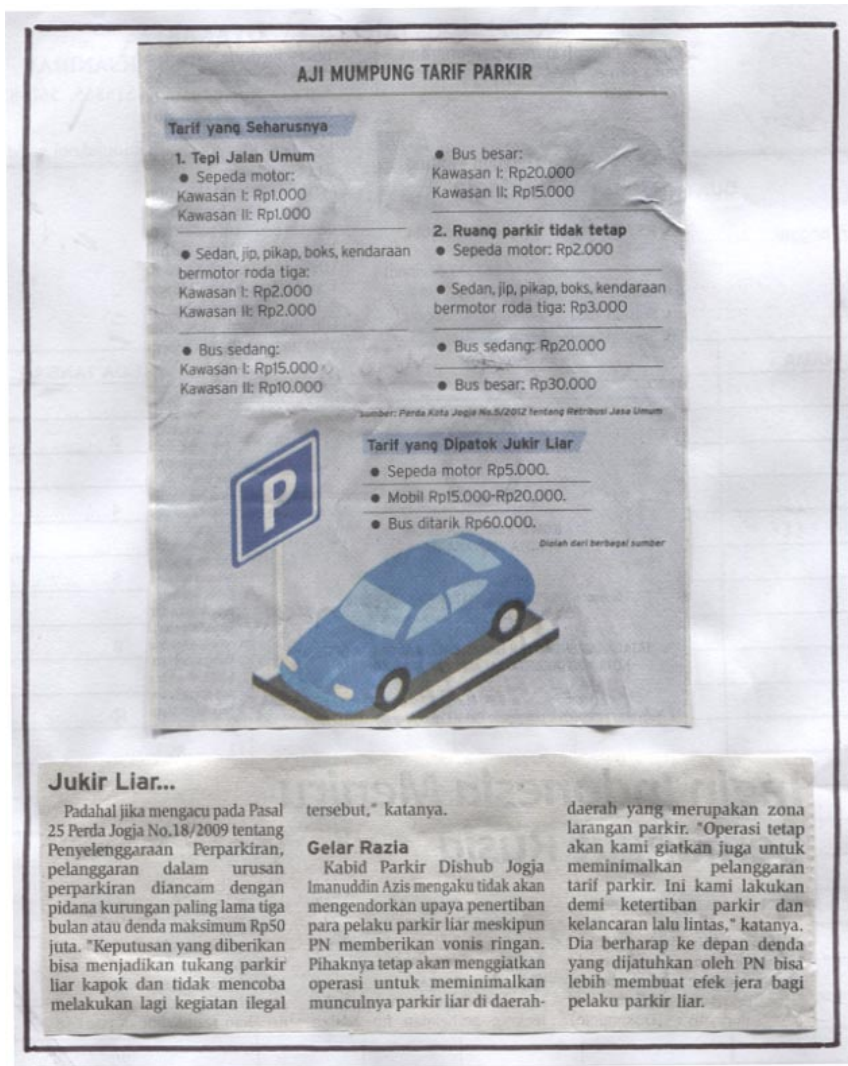 AJI MUMPUNG TARIF PARKIR
Tarif yang Seharusnya
1. Tepi Jalan Umum
● Sepeda motor:
Kawasan I: Rp1.000
Kawasan II: Rp1.000
● Sedan, jip, pikap, boks, kendaraan
bermotor roda tiga:
Kawasan I: Rp2.000
Kawasan II: Rp2.000
● Bus sedang:
Kawasan I: Rp15.000
Kawasan II: Rp10.000
● Bus besar:
Kawasan I: Rp20.000
Kawasan II: Rp15.000
2. Ruang parkir tidak tetap
● Sepeda motor: Rp2.000
● Sedan, jip, pikap, boks, kendaraan
bermotor roda tiga: Rp3.000
● Bus sedang: Rp20.000
● Bus besar: Rp30.000
sumber: Perda Kota Jogja No.5/2012 tentang Retribusi Jasa Umum
Tarif yang Dipatok Jukir Liar
● Sepeda motor Rp5.000.
● Mobil Rp15.000-Rp20.000.
● Bus ditarik Rp60.000.
Diolah dari berbagai sumber
P
Jukir Liar...
Padahal jika mengacu pada Pasal
25 Perda Jogja No.18/2009 tentang
Penyelenggaraan Perparkiran,
pelanggaran dalam urusan
perparkiran diancam dengan
pidana kurungan paling lama tiga
bulan atau denda maksimum Rp50
juta. "Keputusan yang diberikan
bisa menjadikan tukang parkir
liar kapok dan tidak mencoba
melakukan lagi kegiatan ilegal
tersebut," katanya.
Gelar Razia
Kabid Parkir Dishub Jogja
Imanuddin Azis mengaku tidak akan
mengendorkan upaya penertiban
para pelaku parkir liar meskipun
PN memberikan vonis ringan.
Pihaknya tetap akan menggiatkan
operasi untuk meminimalkan
munculnya parkir liar di daerah-
daerah yang merupakan zona
larangan parkir. "Operasi tetap
akan kami giatkan juga untuk
meminimalkan pelanggaran
tarif parkir. Ini kami lakukan
demi ketertiban parkir dan
kelancaran lalu lintas," katanya.
Dia berharap ke depan denda
yang dijatuhkan oleh PN bisa
lebih membuat efek jera bagi
pelaku parkir liar.